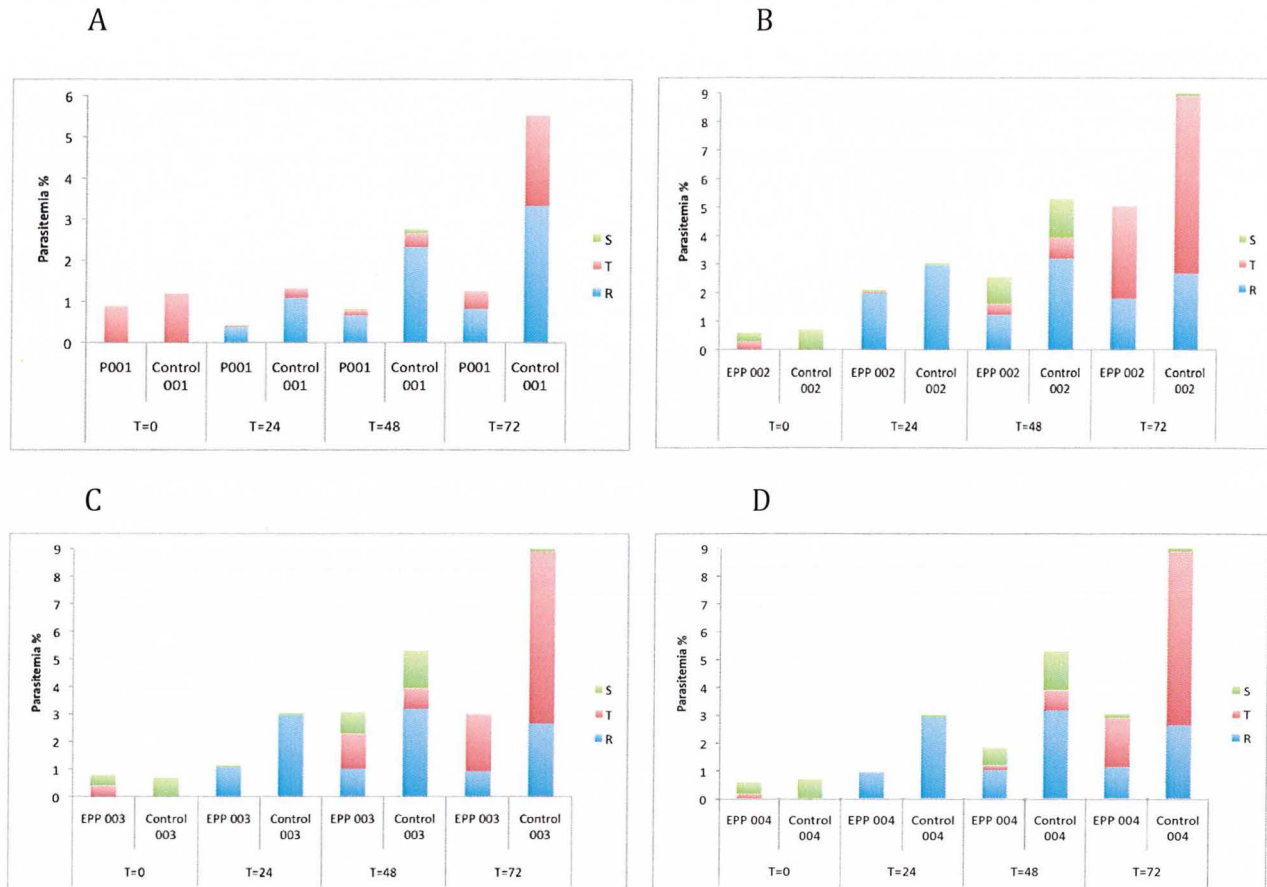 A
6
5
4
3
2
1
0
Parasitemia %
S
T
R
P001 Control 001 P001 Control 001 P001 Control 001 P001 Control 001
T=0 T=24 T=48 T=72
B
9
8
7
6
5
4
3
2
1
0
Parasitemia %
S
T
R
EPP 002 Control 002 EPP 002 Control 002 EPP 002 Control 002 EPP 002 Control 002
T=0 T=24 T=48 T=72
C
9
8
7
6
5
4
3
2
1
0
Parasitemia %
S
T
R
EPP 003 Control 003 EPP 003 Control 003 EPP 003 Control 003 EPP 003 Control 003
T=0 T=24 T=48 T=72
D
9
8
7
6
5
4
3
2
1
0
Parasitemia %
S
T
R
EPP 004 Control 004 EPP 004 Control 004 EPP 004 Control 004 EPP 004 Control 004
T=0 T=24 T=48 T=72